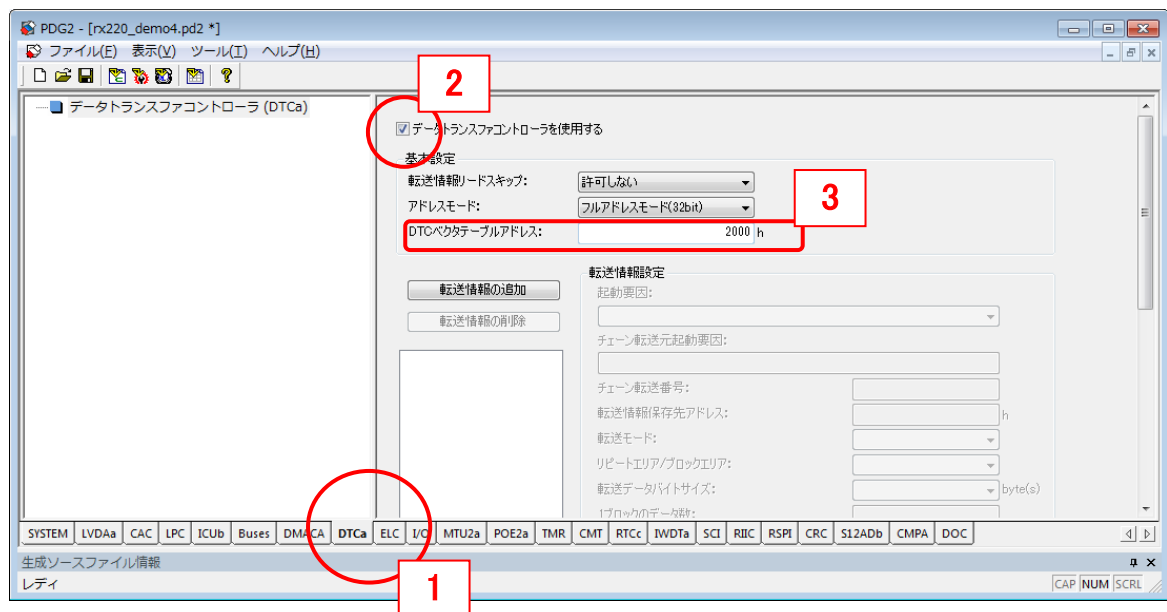 PDG2 - [rx220_demo4.pd2 *]
ファイル(F) 表示(V) ツール(T) ヘルプ(H)
2
データトランスファコントローラ (DTCa)
データトランスファコントローラを使用する
基本設定
転送情報リードスキップ: 許可しない
3
アドレスモード: フルアドレスモード(32bit)
DTCベクタテーブルアドレス: 2000 h
転送情報の追加
転送情報の削除
転送情報設定
起動要因:
チェーン転送元起動要因:
チェーン転送番号:
転送情報保存先アドレス: h
転送モード:
リピートエリア/ブロックエリア:
転送データバイトサイズ: byte(s)
1ブロックのデータ数:
SYSTEM LVDAa CAC LPC ICUb Buses DMACA DTCa ELC I/O MTU2a POE2a TMR CMT RTCc IWDTa SCI RIIC RSPI CRC S12ADb CMPA DOC
生成ソースファイル情報
レディ
1
CAP NUM SCRL